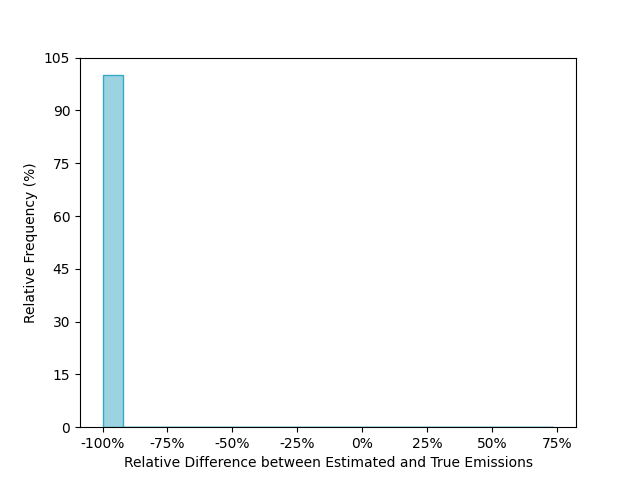 105
90
75
60
45
30
15
0
Relative Frequency (%)
-100% -75% -50% -25% 0% 25% 50% 75%
Relative Difference between Estimated and True Emissions